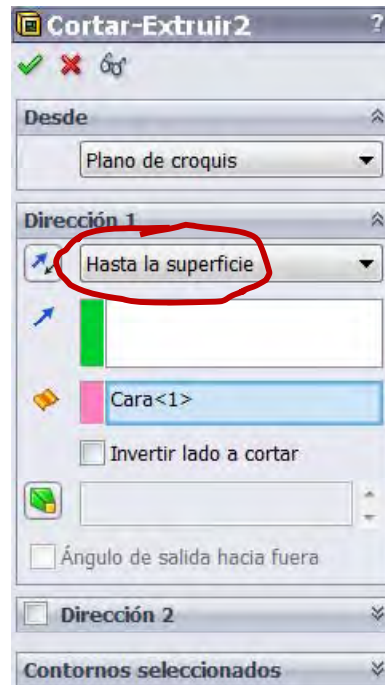 Cortar-Extruir2 ?
Desde
Plano de croquis
Dirección 1
Hasta la superficie
Cara<1>
Invertir lado a cortar
Ángulo de salida hacia fuera
Dirección 2
Contornos seleccionados